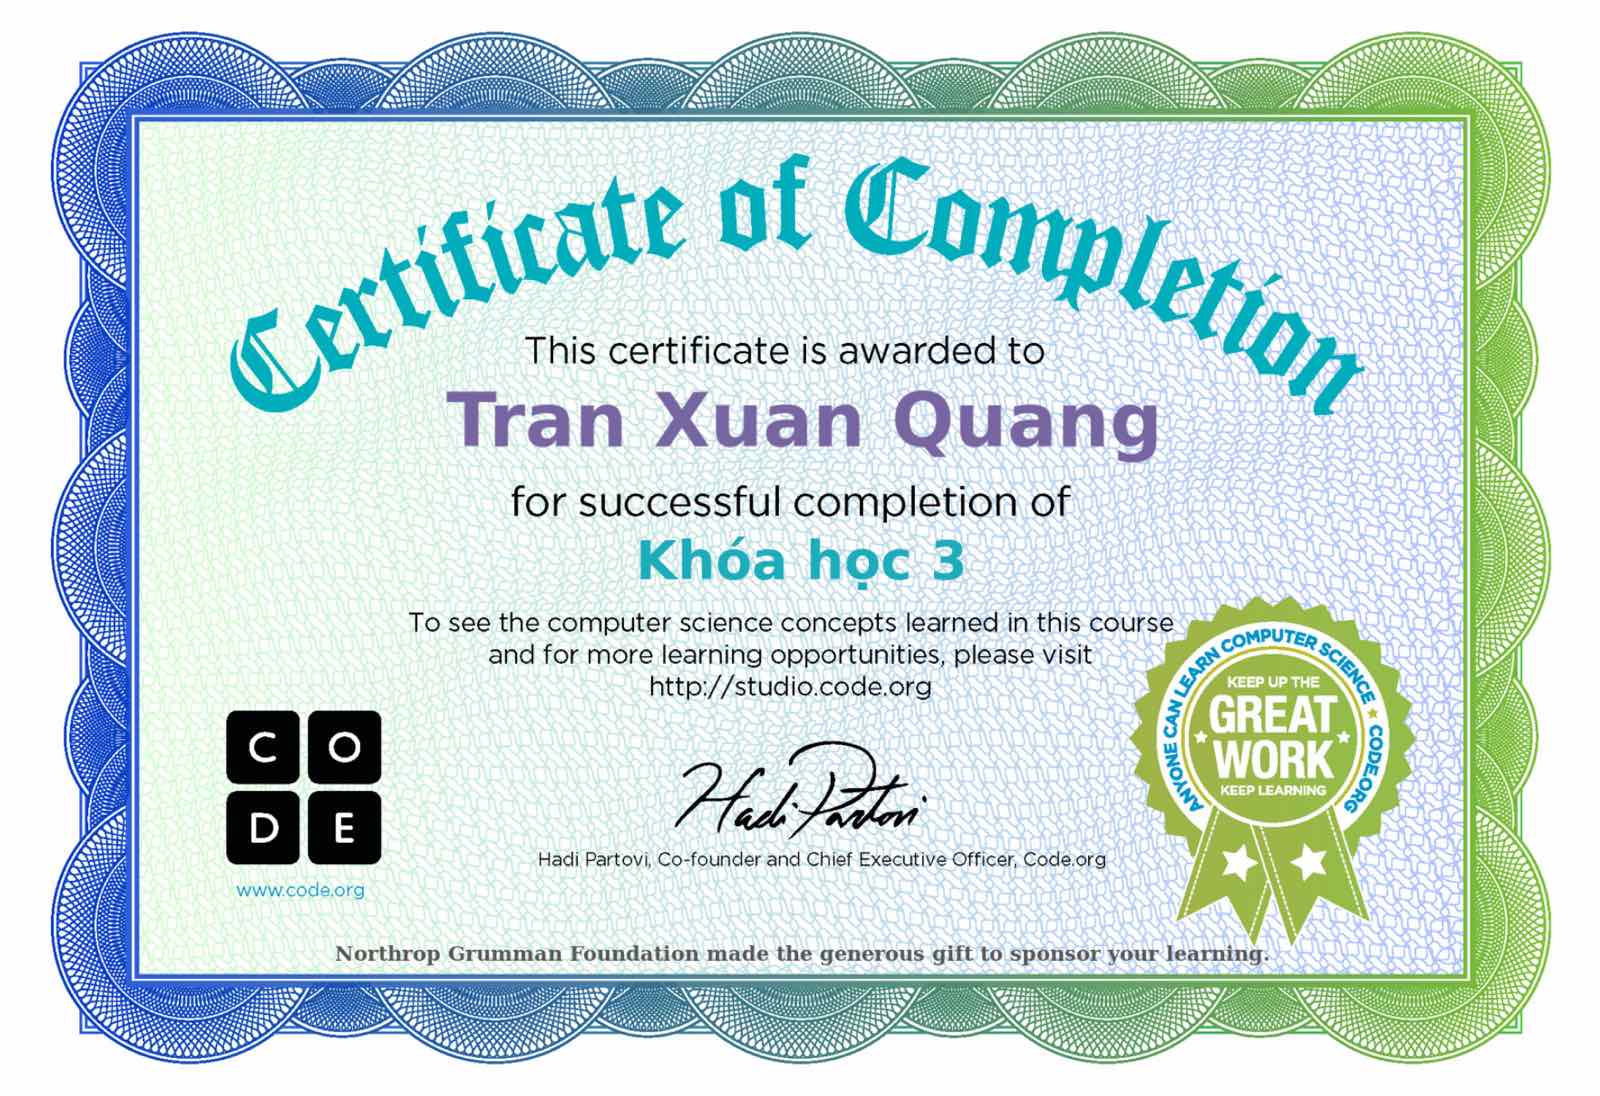 Certificate of Completion
This certificate is awarded to
Tran Xuan Quang
for successful completion of
Khóa học 3
To see the computer science concepts learned in this course
and for more learning opportunities, please visit
http://studio.code.org
C O
D E
www.code.org
Hadi Partovi
Hadi Partovi, Co-founder and Chief Executive Officer, Code.org
ANYONE CAN LEARN COMPUTER SCIENCE ★ CODE.ORG
KEEP UP THE
GREAT
WORK
KEEP LEARNING
Northrop Grumman Foundation made the generous gift to sponsor your learning.